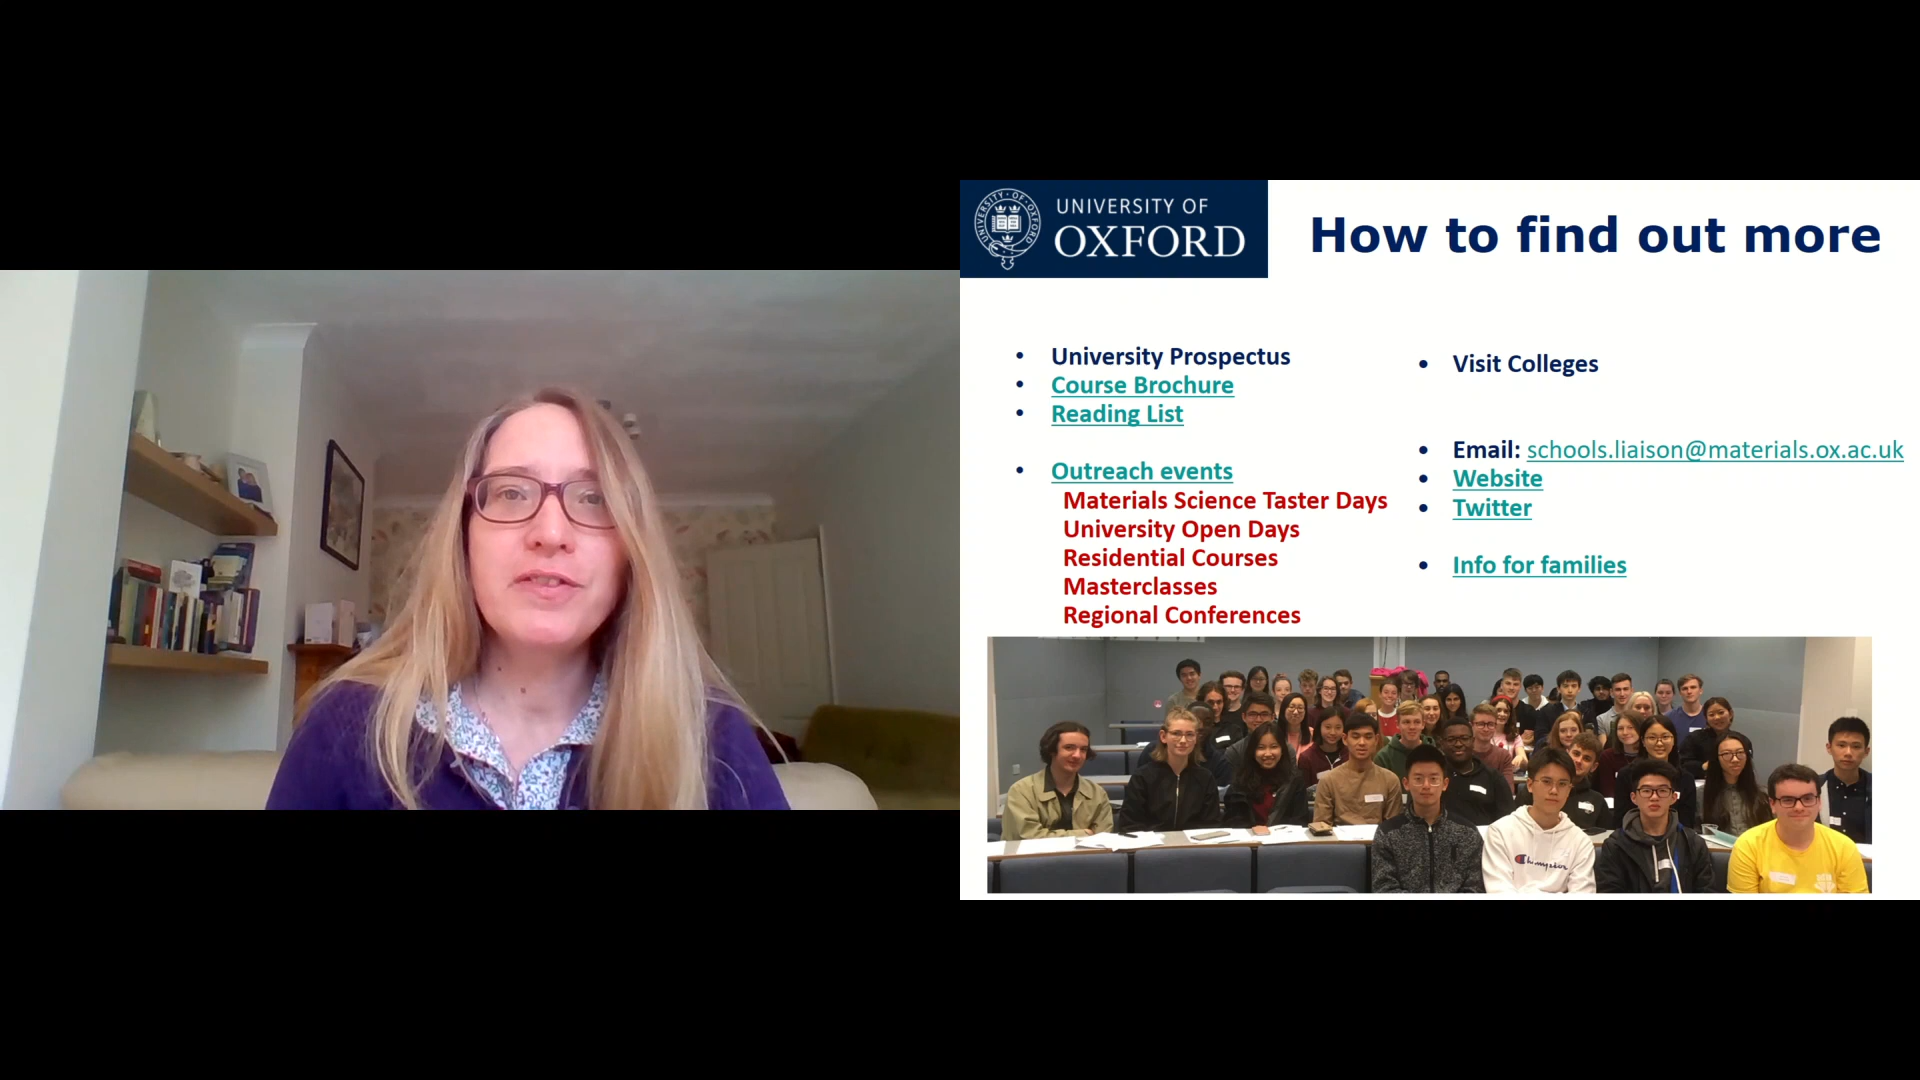 UNIVERSITY OF
OXFORD
How to find out more
• University Prospectus
• Course Brochure
• Reading List
• Outreach events
Materials Science Taster Days
University Open Days
Residential Courses
Masterclasses
Regional Conferences
• Visit Colleges
• Email: schools.liaison@materials.ox.ac.uk
• Website
• Twitter
• Info for families
Champion